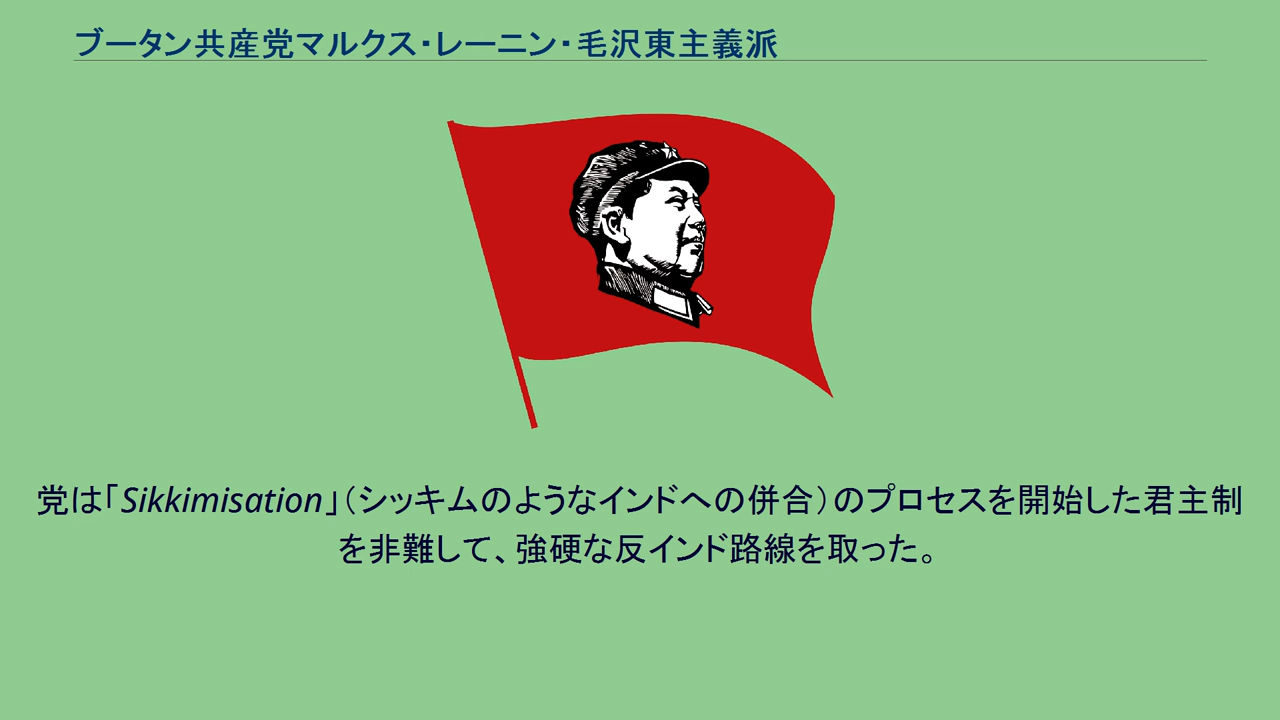 ブータン共産党マルクス・レーニン・毛沢東主義派
党は「Sikkimisation」（シッキムのようなインドへの併合）のプロセスを開始した君主制
を非難して、強硬な反インド路線を取った。